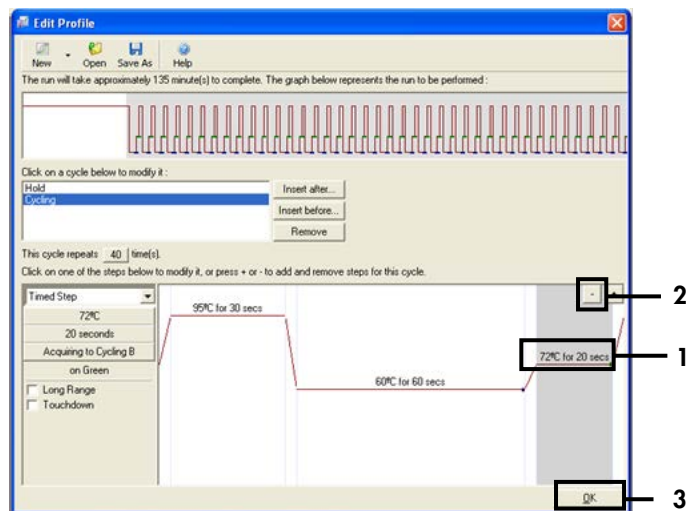 Edit Profile
New Open Save As Help
The run will take approximately 135 minute(s) to complete. The graph below represents the run to be performed :
Click on a cycle below to modify it :
Hold
Cycling
Insert after...
Insert before...
Remove
This cycle repeats 40 time(s).
Click on one of the steps below to modify it, or press + or - to add and remove steps for this cycle.
Timed Step
72ºC
20 seconds
Acquiring to Cycling B
on Green
Long Range
Touchdown
95ºC for 30 secs
60ºC for 60 secs
72ºC for 20 secs
- +
2
1
OK
3